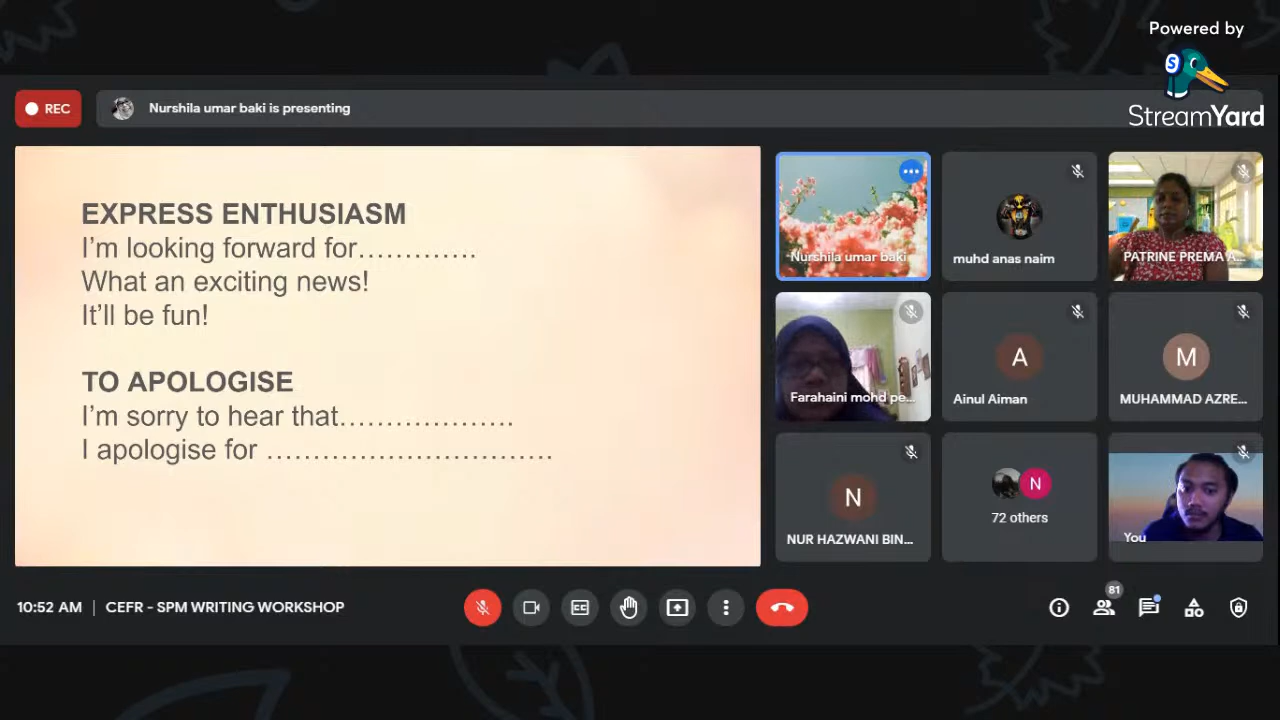 Powered by
StreamYard
REC
Nurshila umar baki is presenting
EXPRESS ENTHUSIASM
I'm looking forward for.............
What an exciting news!
It'll be fun!
TO APOLOGISE
I'm sorry to hear that...................
I apologise for ...............................
Nurshila umar baki
muhd anas naim
PATRINE PREMA A...
Farahaini mohd pe...
A
Ainul Aiman
M
MUHAMMAD AZRE...
N
NUR HAZWANI BIN...
N
72 others
You
10:52 AM | CEFR - SPM WRITING WORKSHOP
81